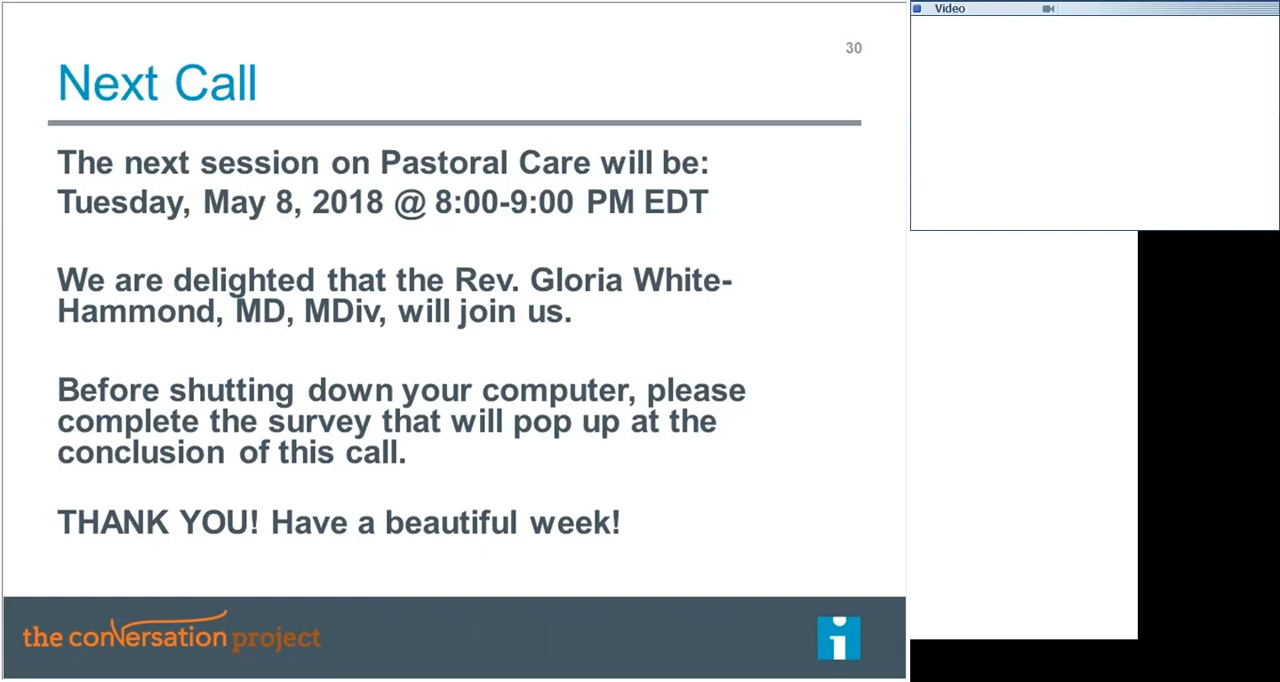 30
Next Call
The next session on Pastoral Care will be:
Tuesday, May 8, 2018 @ 8:00-9:00 PM EDT
We are delighted that the Rev. Gloria White-
Hammond, MD, MDiv, will join us.
Before shutting down your computer, please
complete the survey that will pop up at the
conclusion of this call.
THANK YOU! Have a beautiful week!
the conversation project
i
Video